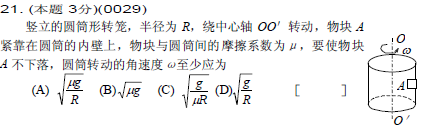 21. (本题 3分)(0029)
竖立的圆筒形转笼，半径为 R，绕中心轴 OO′ 转动，物块 A
紧靠在圆筒的内壁上，物块与圆筒间的摩擦系数为 μ，要使物块
A 不下落，圆筒转动的角速度 ω至少应为
(A) √(μg/R) (B) √(μg) (C) √(g/(μR)) (D) √(g/R) [ ]
O
ω
A
O′